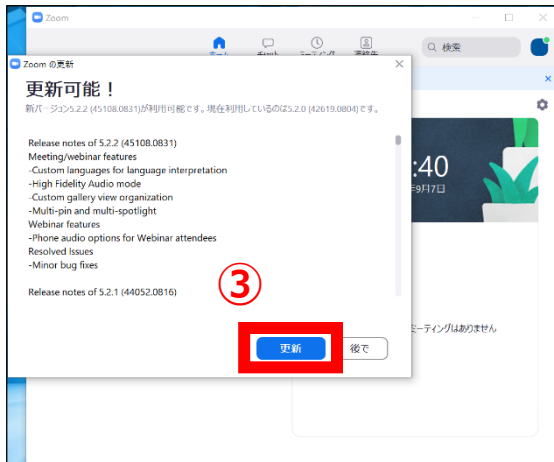 Zoom
ホーム
チャット
ミーティング
連絡先
検索
Zoom の更新
更新可能！
新バージョン5.2.2 (45108.0831)が利用可能です。現在利用しているのは5.2.0 (42619.0804)です。
Release notes of 5.2.2 (45108.0831)
Meeting/webinar features
-Custom languages for language interpretation
-High Fidelity Audio mode
-Custom gallery view organization
-Multi-pin and multi-spotlight
Webinar features
-Phone audio options for Webinar attendees
Resolved Issues
-Minor bug fixes
Release notes of 5.2.1 (44052.0816)
:40
9月7日
ミーティングはありません
③
更新
後で